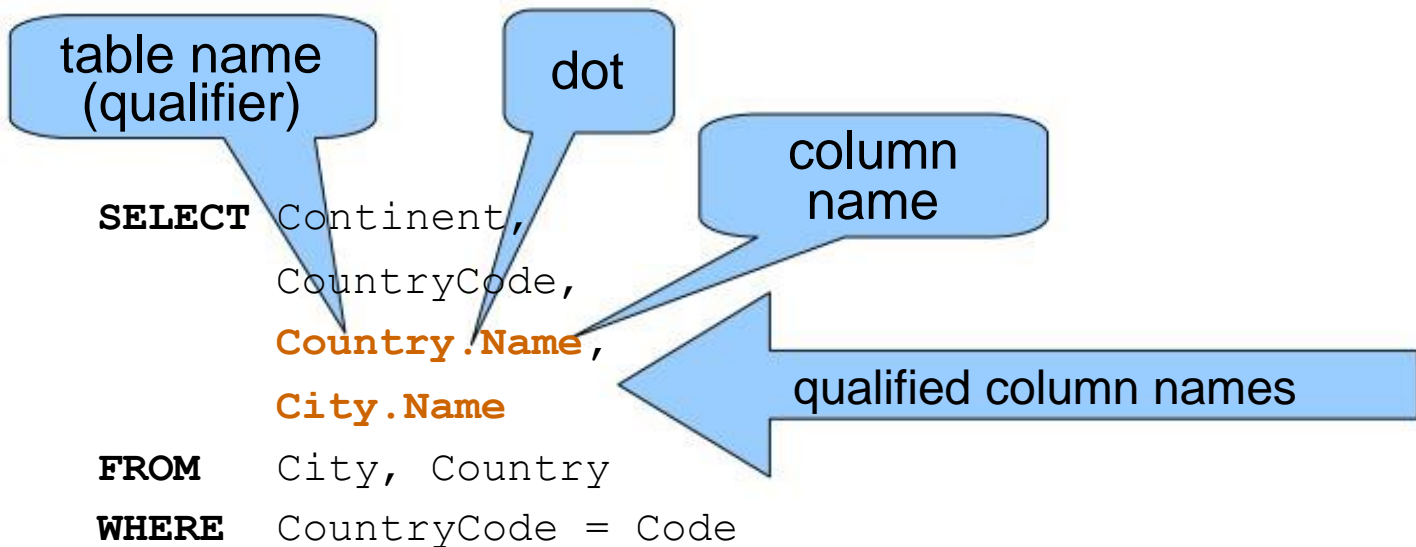 table name
(qualifier)
dot
column
name
SELECT Continent,
CountryCode,
Country.Name,
City.Name
qualified column names
FROM City, Country
WHERE CountryCode = Code